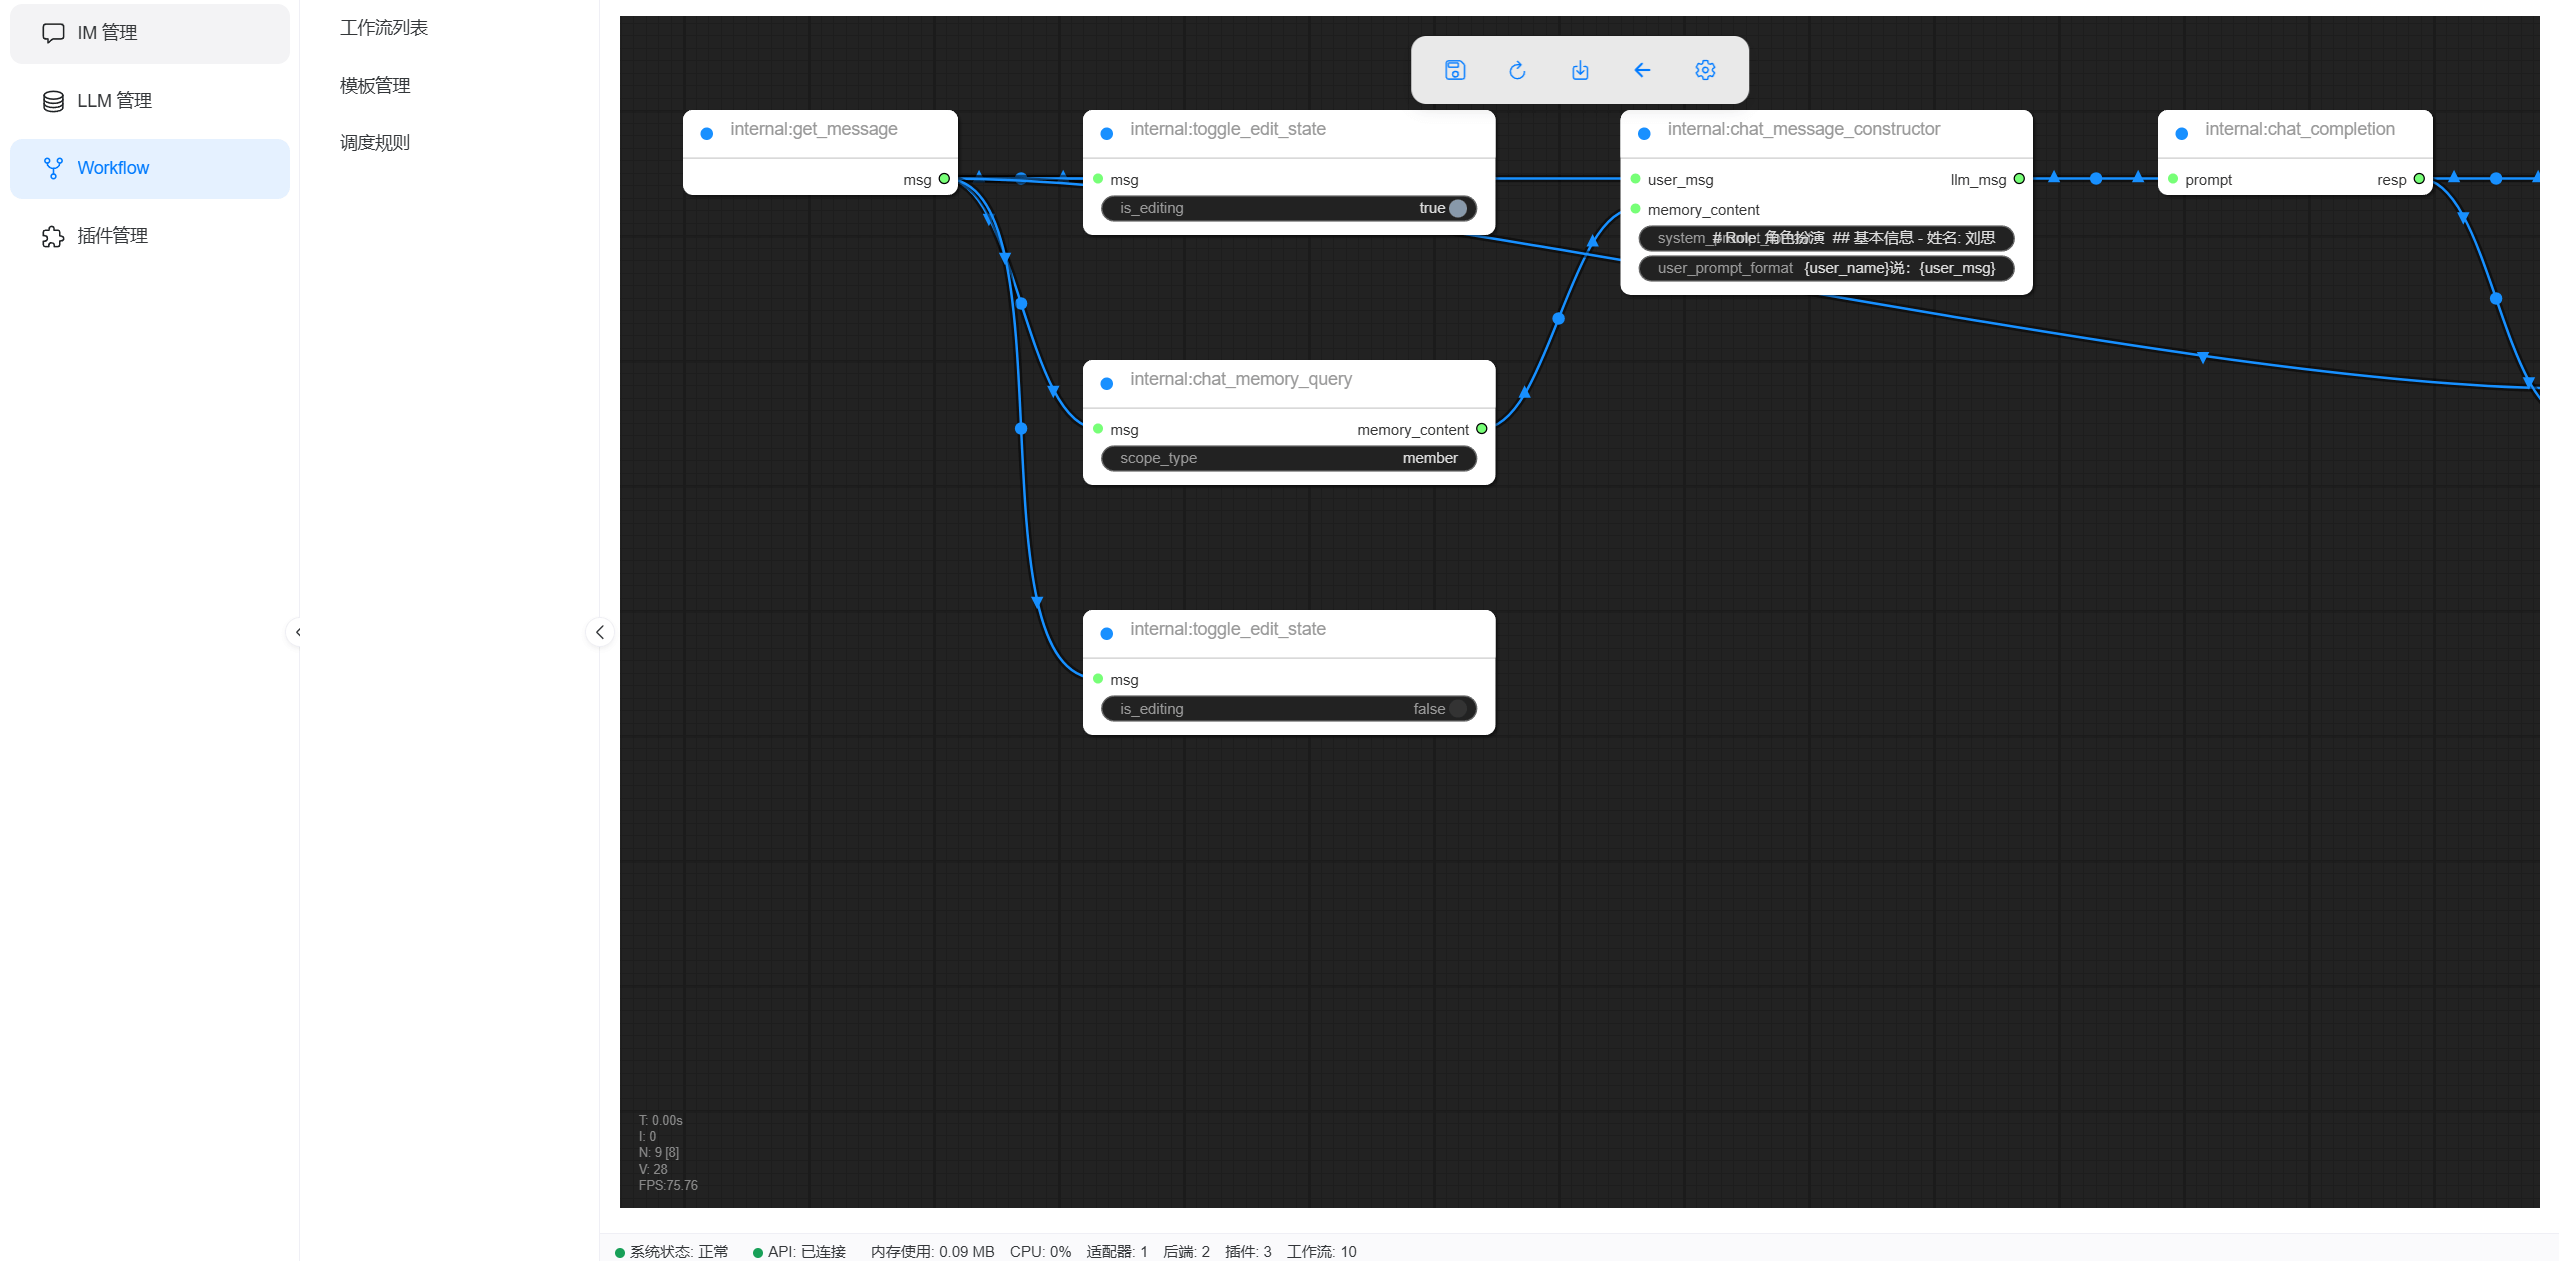 IM 管理
LLM 管理
Workflow
插件管理
工作流列表
模板管理
调度规则
internal:get_message
msg
internal:toggle_edit_state
msg
is_editing true
internal:chat_message_constructor
user_msg llm_msg
memory_content
system_ # Role: 角色扮演 ## 基本信息 - 姓名: 刘思
user_prompt_format {user_name}说：{user_msg}
internal:chat_completion
prompt resp
internal:chat_memory_query
msg memory_content
scope_type member
internal:toggle_edit_state
msg
is_editing false
T: 0.00s
I: 0
N: 9 [8]
V: 28
FPS:75.76
系统状态: 正常 API: 已连接 内存使用: 0.09 MB CPU: 0% 适配器: 1 后端: 2 插件: 3 工作流: 10